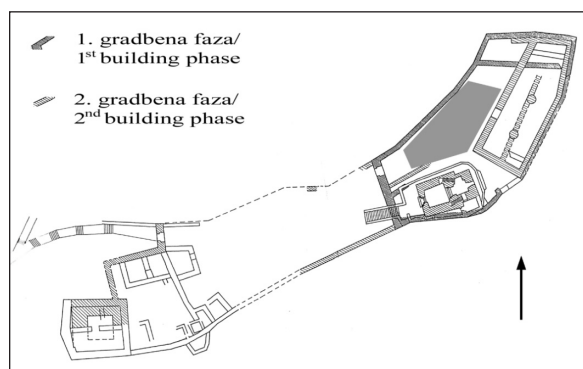 1. gradbena faza/
1st building phase
2. gradbena faza/
2nd building phase